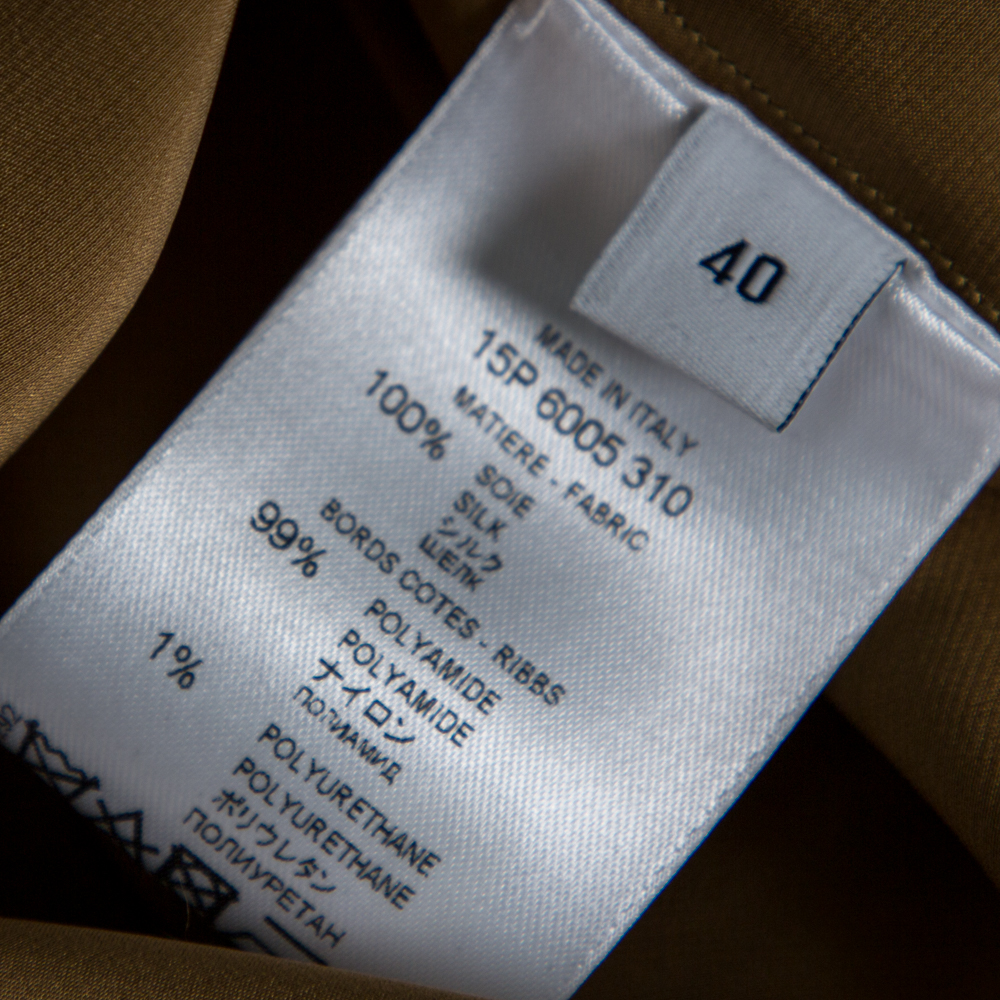 40
MADE IN ITALY
15P 6005 310
MATIERE - FABRIC
100% SOIE
SILK
シルク
ШЕЛК
BORDS COTES - RIBBS
99% POLYAMIDE
POLYAMIDE
ナイロン
ПОЛИАМИД
1% POLYURETHANE
POLYURETHANE
ポリウレタン
ПОЛИУРЕТАН